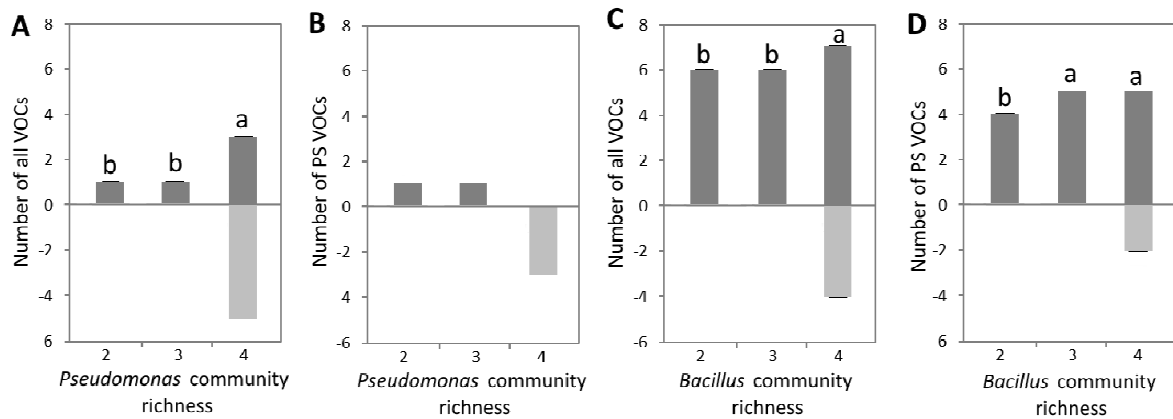 A
8
6
4
2
0
-2
-4
6
Number of all VOCs
b
b
a
2 3 4
Pseudomonas community
richness
B
8
6
4
2
0
-2
4
-6
Number of PS VOCs
2 3 4
Pseudomonas community
richness
C
8
6
4
2
0
-2
-4
-6
Number of all VOCs
b
b
a
2 3 4
Bacillus community
richness
D
8
6
4
2
0
-2
-4
6
Number of PS VOCs
b
a
a
2 3 4
Bacillus community
richness